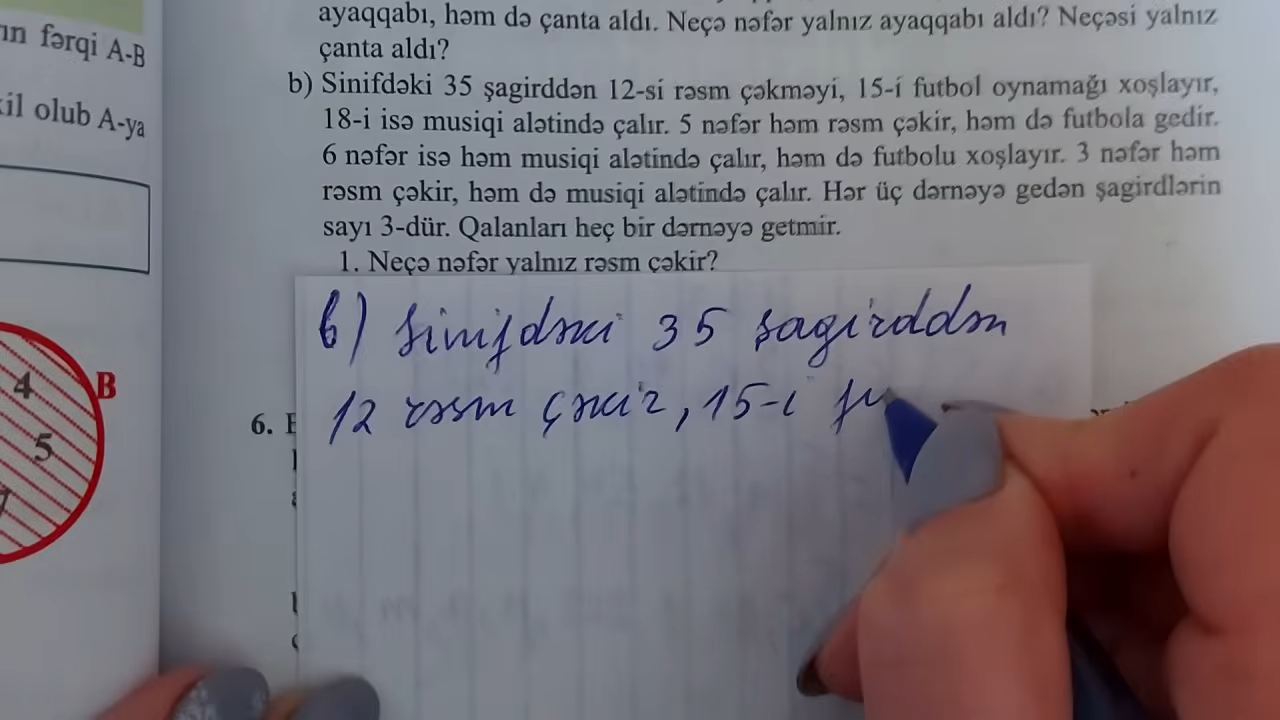 ın fərqi A-B
il olub A-ya
4
B
5
ayaqqabı, həm də çanta aldı. Neçə nəfər yalnız ayaqqabı aldı? Neçəsi yalnız
çanta aldı?
b) Sinifdəki 35 şagirddən 12-si rəsm çəkməyi, 15-i futbol oynamağı xoşlayır,
18-i isə musiqi alətində çalır. 5 nəfər həm rəsm çəkir, həm də futbola gedir.
6 nəfər isə həm musiqi alətində çalır, həm də futbolu xoşlayır. 3 nəfər həm
rəsm çəkir, həm də musiqi alətində çalır. Hər üç dərnəyə gedən şagirdlərin
sayı 3-dür. Qalanları heç bir dərnəyə getmir.
1. Neçə nəfər yalnız rəsm çəkir?
b) Sinifdəki 35 şagirddən
12 rəsm çəkir, 15-i fu
6.